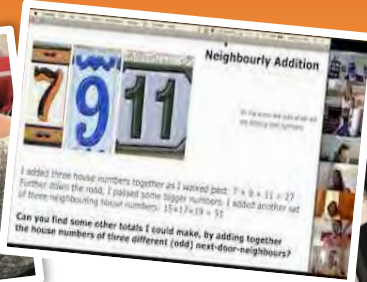 Neighbourly Addition
7 9 11
I added three house numbers together as I walked past: 7 + 9 + 11 = 27
Further down the road, I passed some bigger numbers. I added another set
of three neighbouring house numbers: 15+17+19 = 51
Can you find some other totals I could make, by adding together
the house numbers of three different (odd) next-door-neighbours?